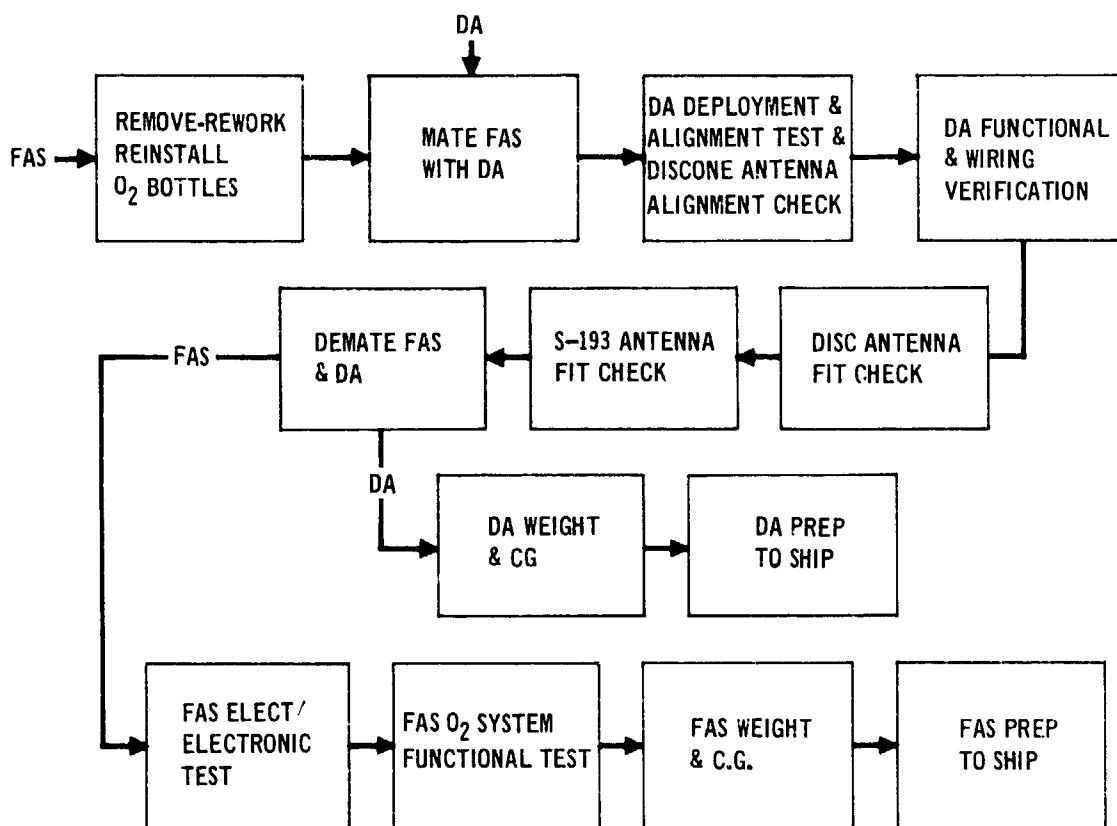 DA
FAS
REMOVE-REWORK
REINSTALL
O2 BOTTLES
MATE FAS
WITH DA
DA DEPLOYMENT &
ALIGNMENT TEST &
DISCONE ANTENNA
ALIGNMENT CHECK
DA FUNCTIONAL
& WIRING
VERIFICATION
DISC ANTENNA
FIT CHECK
S-193 ANTENNA
FIT CHECK
DEMATE FAS
& DA
FAS
DA
DA WEIGHT
& CG
DA PREP
TO SHIP
FAS ELECT/
ELECTRONIC
TEST
FAS O2 SYSTEM
FUNCTIONAL TEST
FAS WEIGHT
& C.G.
FAS PREP
TO SHIP